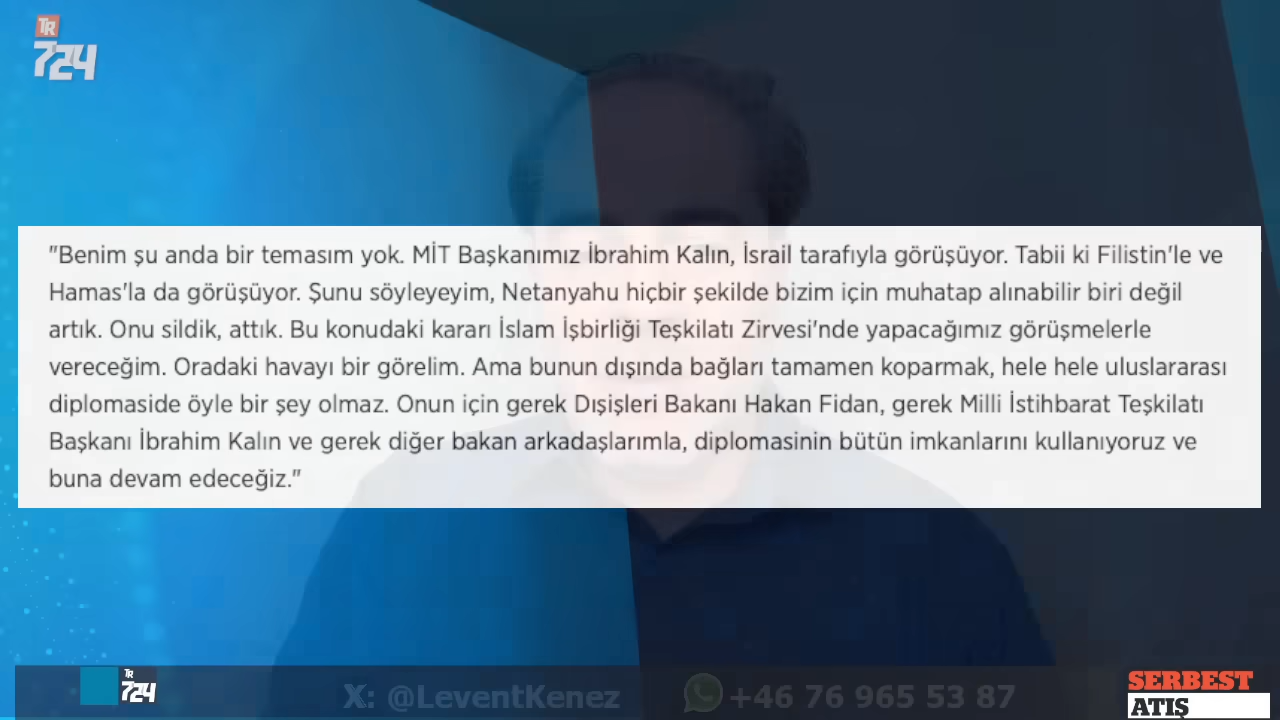 TR
724
"Benim şu anda bir temasım yok. MİT Başkanımız İbrahim Kalın, İsrail tarafıyla görüşüyor. Tabii ki Filistin'le ve
Hamas'la da görüşüyor. Şunu söyleyeyim, Netanyahu hiçbir şekilde bizim için muhatap alınabilir biri değil
artık. Onu sildik, attık. Bu konudaki kararı İslam İşbirliği Teşkilatı Zirvesi'nde yapacağımız görüşmelerle
vereceğim. Oradaki havayı bir görelim. Ama bunun dışında bağları tamamen koparmak, hele hele uluslararası
diplomaside öyle bir şey olmaz. Onun için gerek Dışişleri Bakanı Hakan Fidan, gerek Milli İstihbarat Teşkilatı
Başkanı İbrahim Kalın ve gerek diğer bakan arkadaşlarımla, diplomasinin bütün imkanlarını kullanıyoruz ve
buna devam edeceğiz."
TR
724
X: @LeventKenez +46 76 965 53 87
SERBEST
ATIŞ